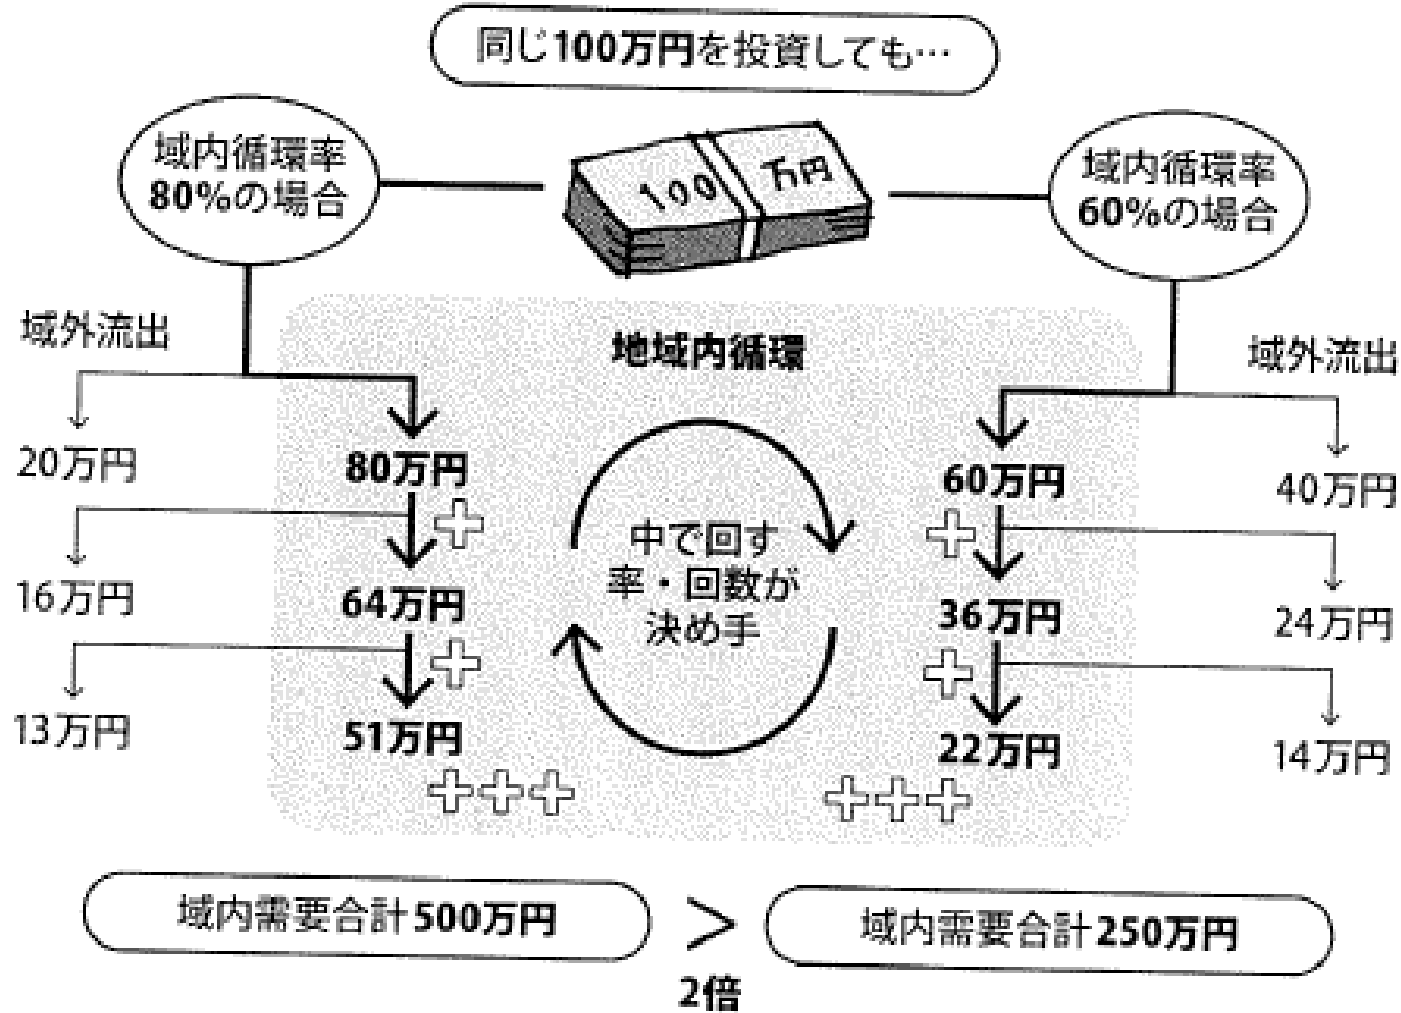 同じ100万円を投資しても…
域内循環率
80%の場合
100万円
域内循環率
60%の場合
域外流出
地域内循環
域外流出
20万円
80万円
60万円
40万円
中で回す
率・回数が
決め手
16万円
64万円
36万円
24万円
13万円
51万円
22万円
14万円
域内需要合計500万円
>
域内需要合計250万円
2倍